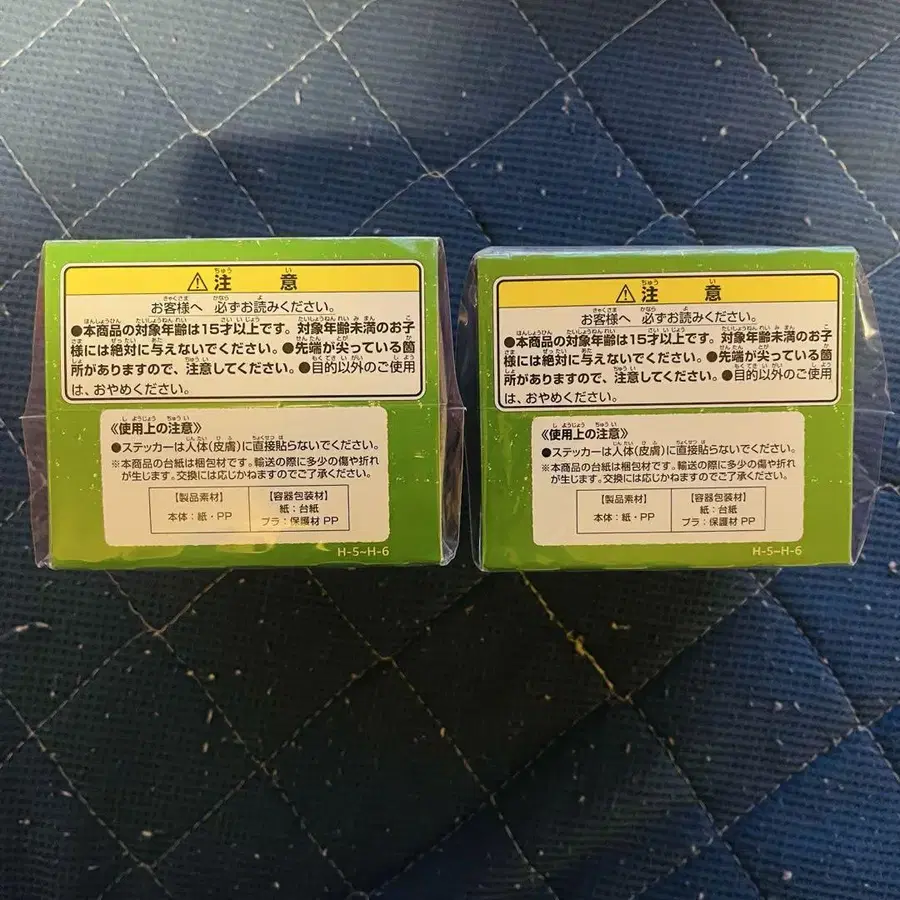 ⚠注意
お客様へ 必ずお読みください。
●本商品の対象年齢は15才以上です。対象年齢未満のお子
様には絶対に与えないでください。●先端が尖っている箇
所がありますので、注意してください。●目的以外のご使用
は、おやめください。
《使用上の注意》
●ステッカーは人体(皮膚)に直接貼らないでください。
※本商品の台紙は梱包材です。輸送の際に多少の傷や折れ
が生じます。交換には応じかねますのでご了承ください。
【製品素材】
本体:紙・PP
【容器包装材】
紙:台紙
プラ:保護材 PP
H-5~H-6
⚠注意
お客様へ 必ずお読みください。
●本商品の対象年齢は15才以上です。対象年齢未満のお子
様には絶対に与えないでください。●先端が尖っている箇
所がありますので、注意してください。●目的以外のご使用
は、おやめください。
《使用上の注意》
●ステッカーは人体(皮膚)に直接貼らないでください。
※本商品の台紙は梱包材です。輸送の際に多少の傷や折れ
が生じます。交換には応じかねますのでご了承ください。
【製品素材】
本体:紙・PP
【容器包装材】
紙:台紙
プラ:保護材 PP
H-5~H-6